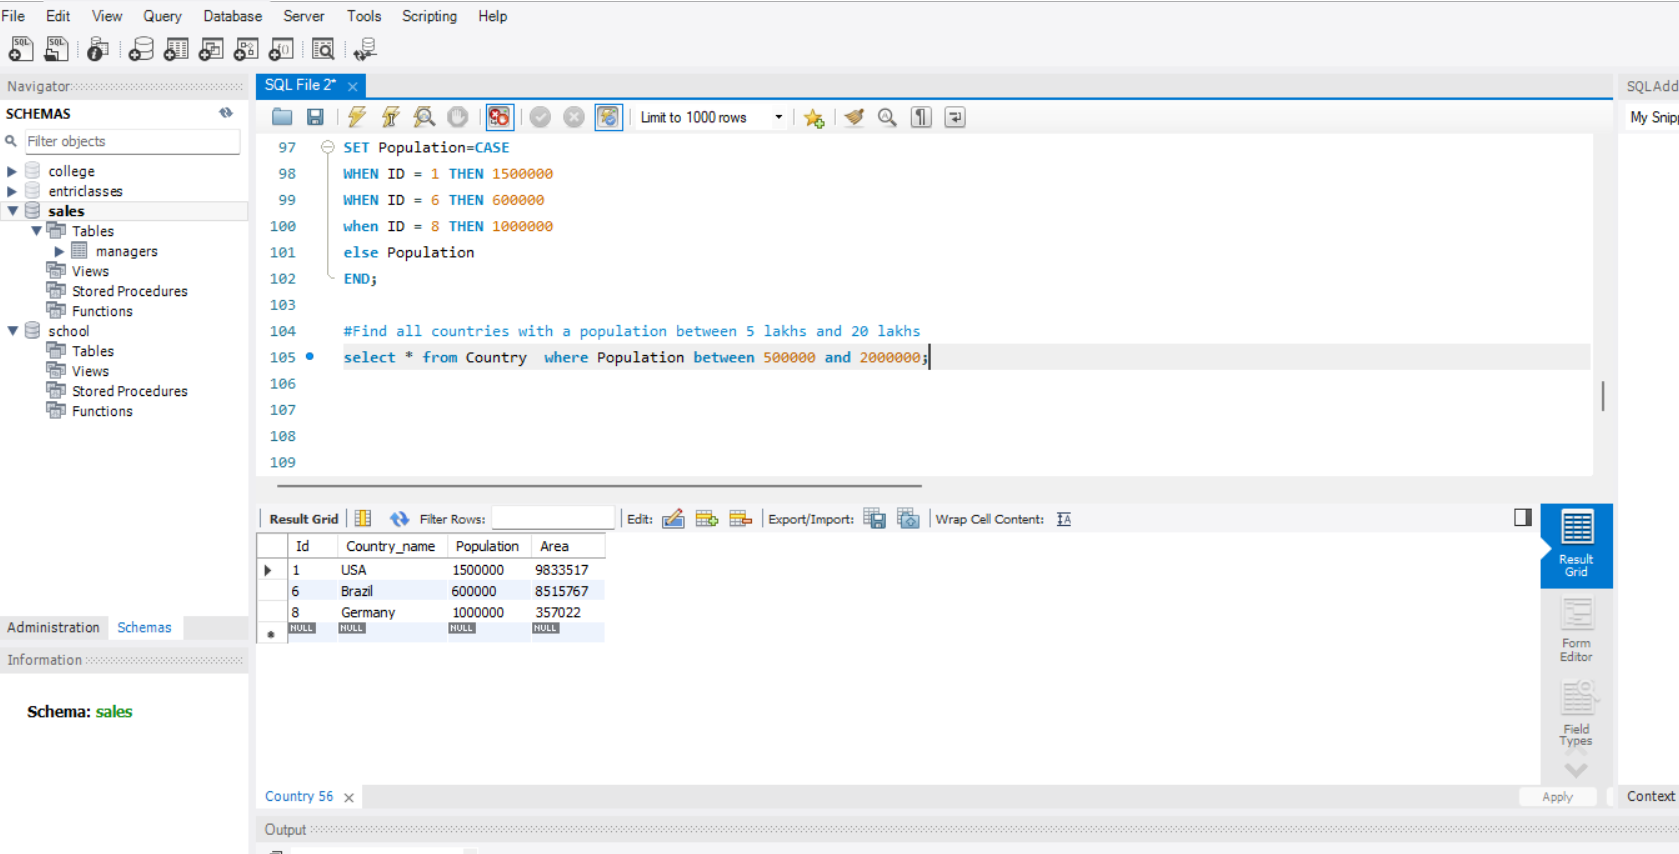 File Edit View Query Database Server Tools Scripting Help
SQL SQL
Navigator
SCHEMAS
Filter objects
college
entriclasses
sales
Tables
managers
Views
Stored Procedures
Functions
school
Tables
Views
Stored Procedures
Functions
Administration Schemas
Information
Schema: sales
SQL File 2*
Limit to 1000 rows
97 SET Population=CASE
98 WHEN ID = 1 THEN 1500000
99 WHEN ID = 6 THEN 600000
100 when ID = 8 THEN 1000000
101 else Population
102 END;
103
104 #Find all countries with a population between 5 lakhs and 20 lakhs
105 select * from Country  where Population between 500000 and 2000000;
106
107
108
109
Result Grid Filter Rows: Edit: Export/Import: Wrap Cell Content:
Id Country_name Population Area
1 USA 1500000 9833517
6 Brazil 600000 8515767
8 Germany 1000000 357022
NULL NULL NULL NULL
Result
Grid
Form
Editor
Field
Types
Country 56
Apply
Output
SQLAdd
My Snipp
Context